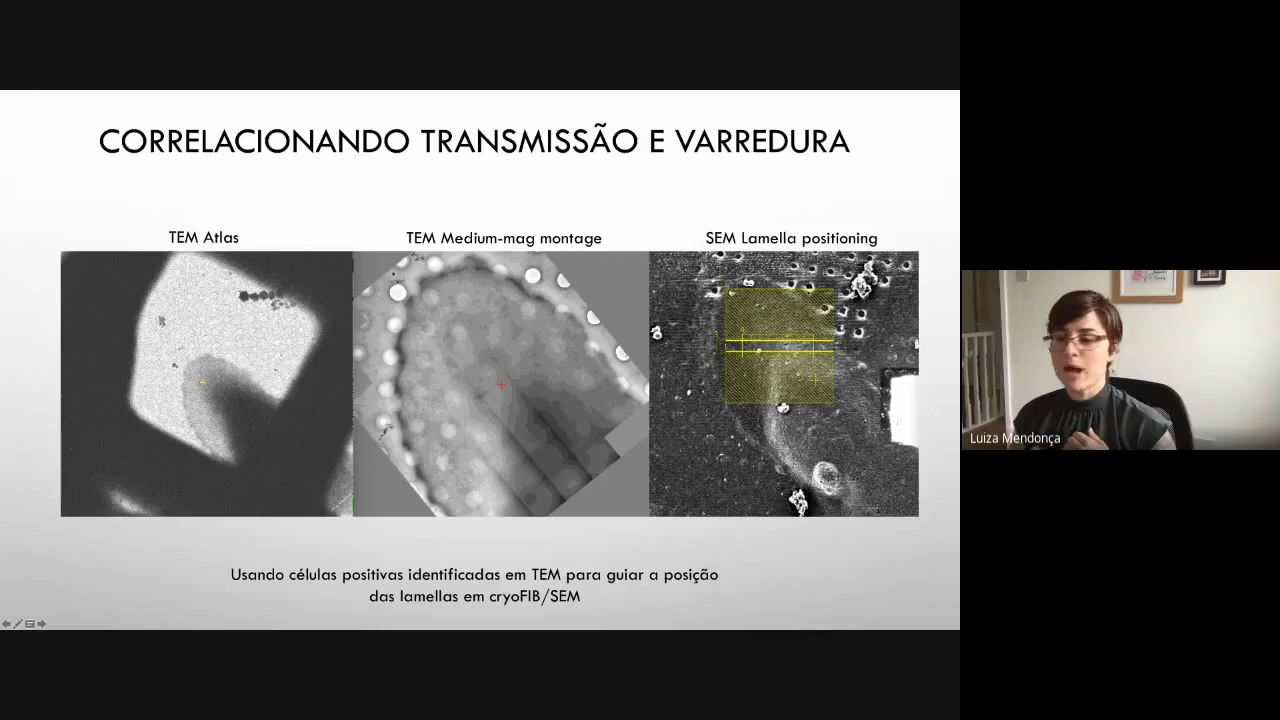 CORRELACIONANDO TRANSMISSÃO E VARREDURA
TEM Atlas
TEM Medium-mag montage
SEM Lamella positioning
Usando células positivas identificadas em TEM para guiar a posição
das lamellas em cryoFIB/SEM
Luiza Mendonça